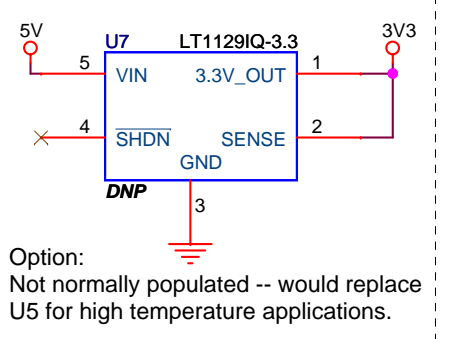 5V
3V3
U7
LT1129IQ-3.3
5
VIN
3.3V_OUT
1
4
SHDN
SENSE
2
GND
DNP
3
Option:
Not normally populated -- would replace
U5 for high temperature applications.